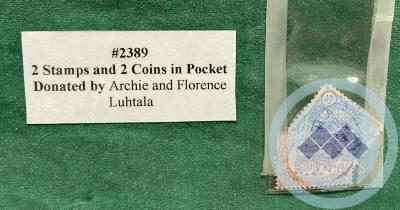 #2389
2 Stamps and 2 Coins in Pocket
Donated by Archie and Florence
Luhtala